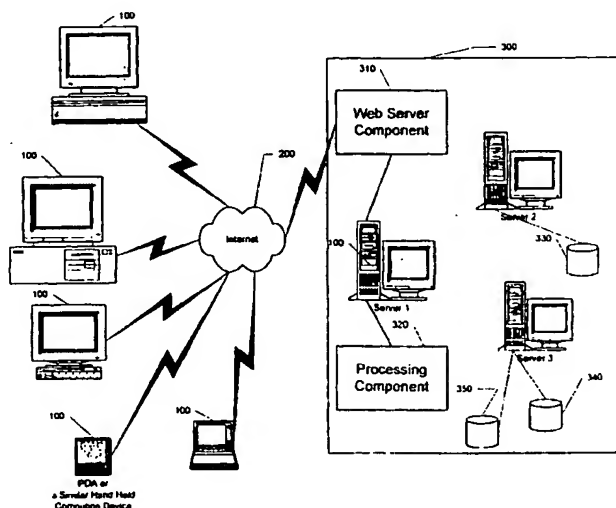 100
300
310
Web Server
Component
100
200
Internet
Server 2
330
100
100
Server 1
320
Server 3
Processing
Component
350
340
100
100
PDA or
a Similar Hand Held
Computing Device